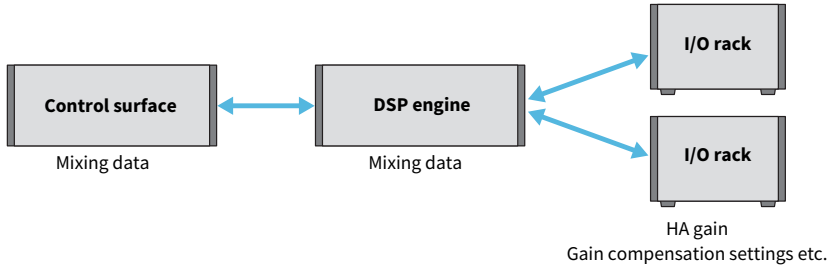 Control surface
Mixing data
DSP engine
Mixing data
I/O rack
I/O rack
HA gain
Gain compensation settings etc.